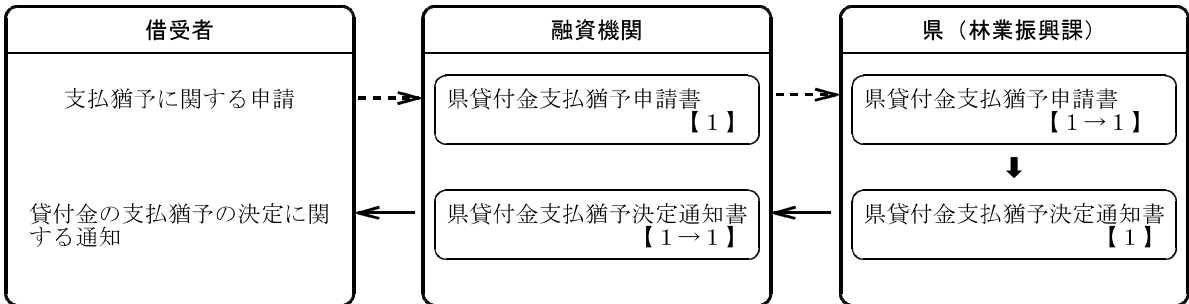 借受者
融資機関
県（林業振興課）
支払猶予に関する申請
県貸付金支払猶予申請書
【１】
県貸付金支払猶予申請書
【１→１】
貸付金の支払猶予の決定に関
する通知
県貸付金支払猶予決定通知書
【１→１】
県貸付金支払猶予決定通知書
【１】